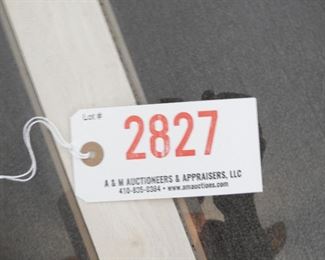 Lot #
2827
A & M AUCTIONEERS & APPRAISERS, LLC
410-835-0384 • www.amauctions.com